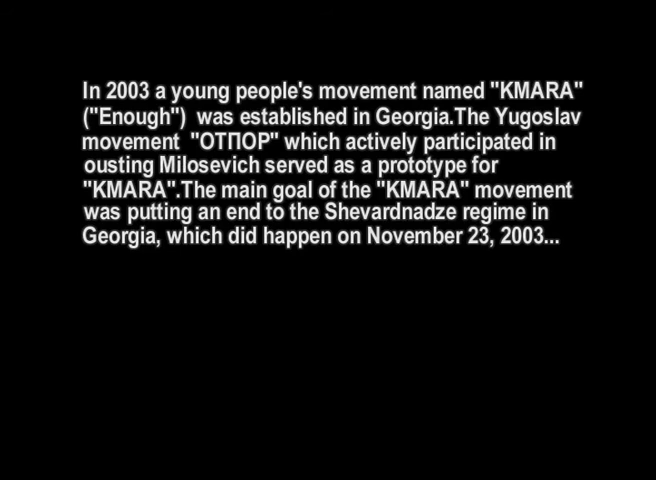 In 2003 a young people's movement named "KMARA"
("Enough")  was established in Georgia.The Yugoslav
movement  "ОТПОР" which actively participated in
ousting Milosevich served as a prototype for
"KMARA".The main goal of the "KMARA" movement
was putting an end to the Shevardnadze regime in
Georgia, which did happen on November 23, 2003...